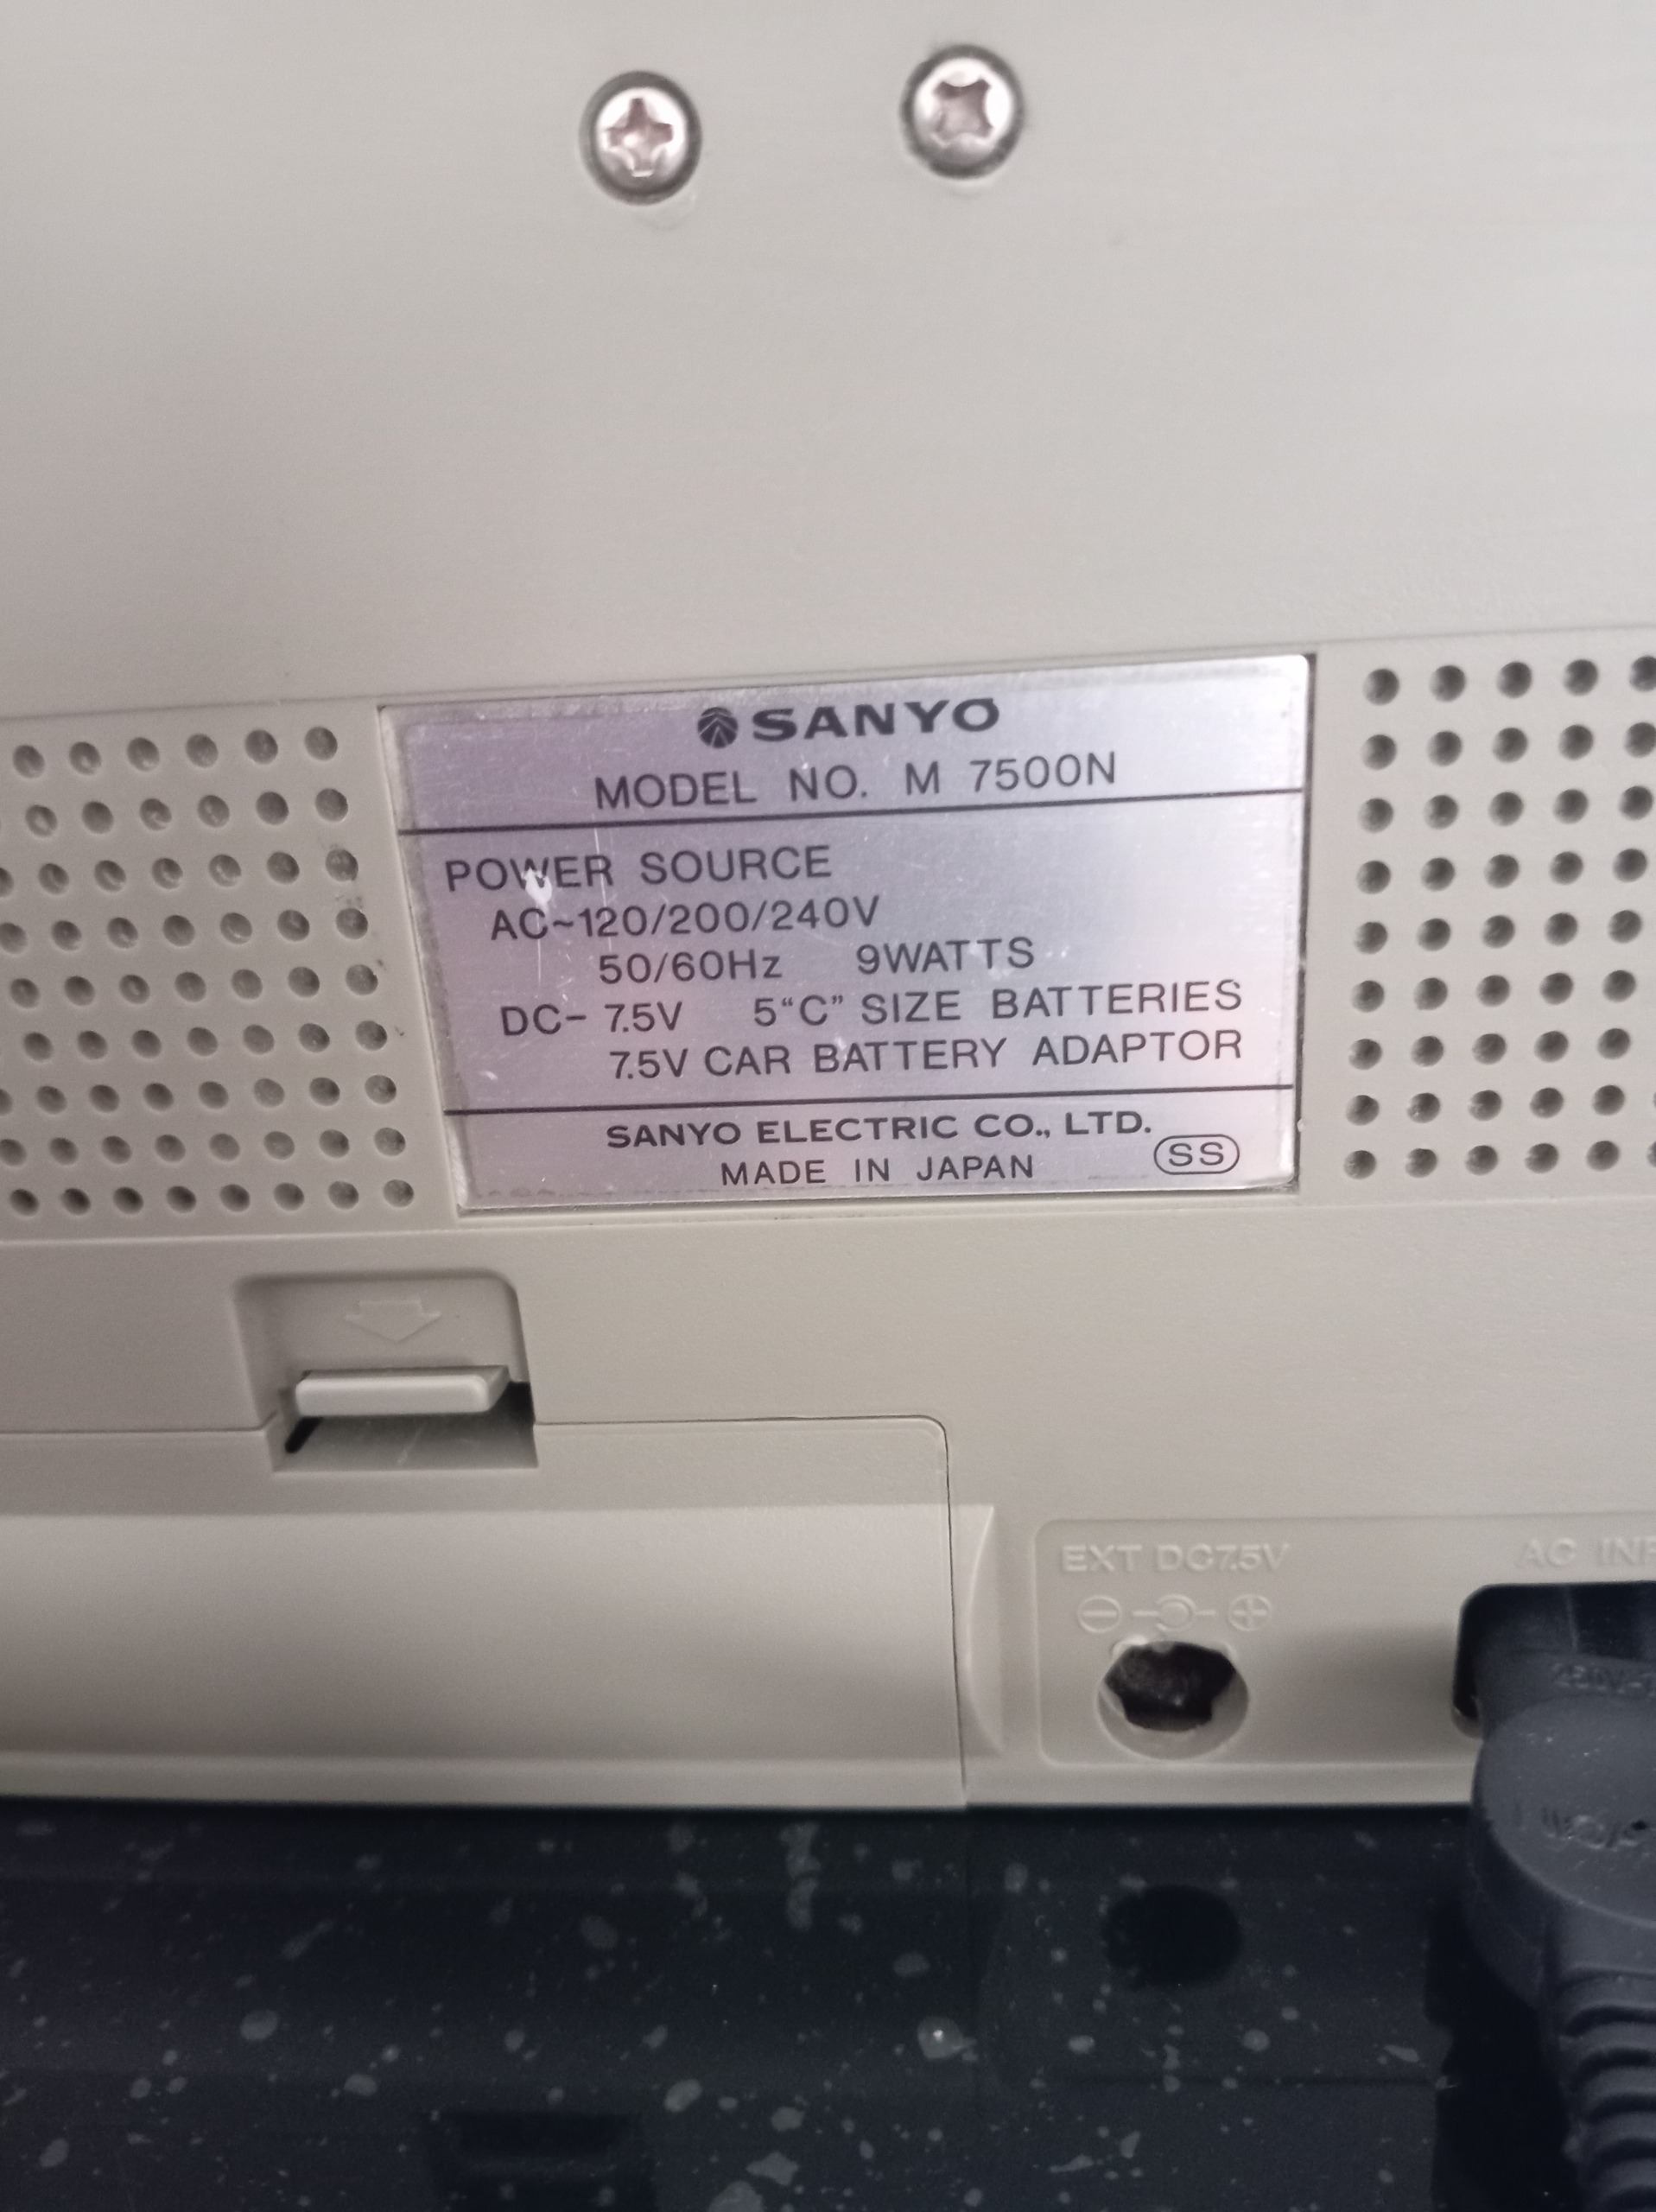 SANYO
MODEL NO. M 7500N
POWER SOURCE
AC~120/200/240V
50/60Hz 9WATTS
DC- 7.5V 5“C” SIZE BATTERIES
7.5V CAR BATTERY ADAPTOR
SANYO ELECTRIC CO., LTD.
MADE IN JAPAN SS
EXT DC7.5V
AC